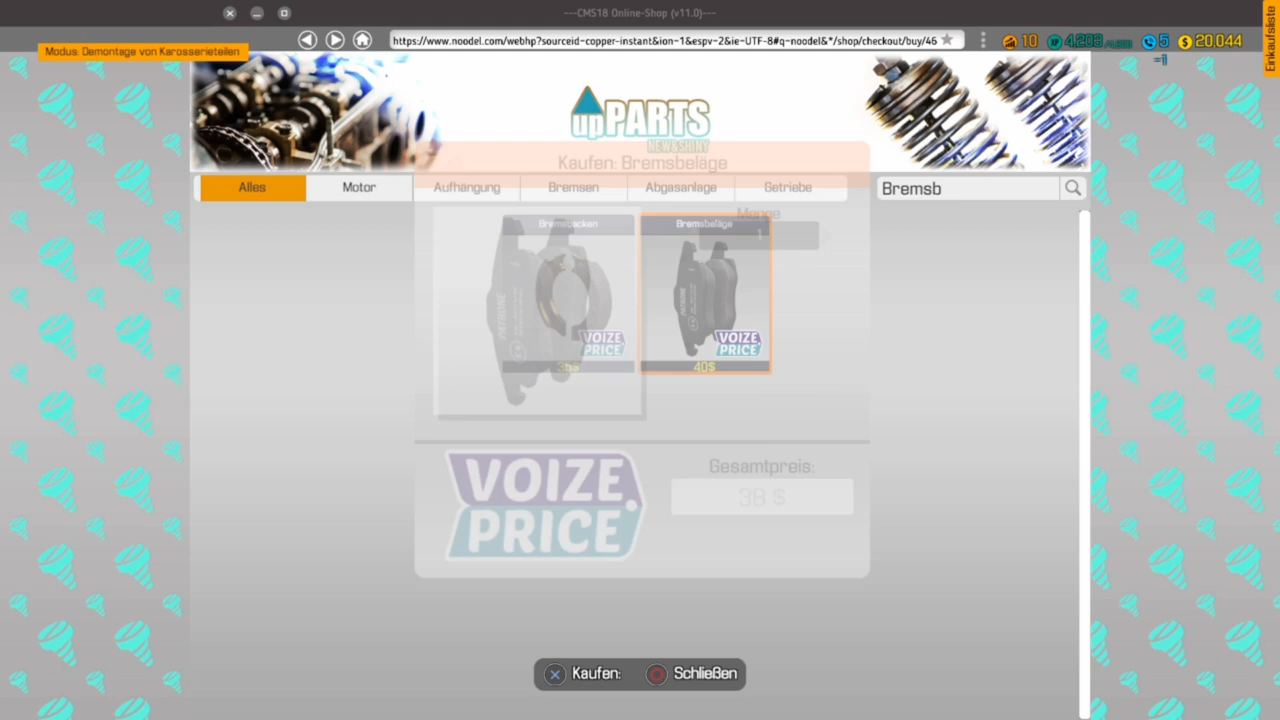 ---CMS18 Online-Shop (v11.0)---
Einkaufsliste
https://www.noodel.com/webhp?sourceid-copper-instant&ion-1&espv-2&ie-UTF-8#q-noodel&*/shop/checkout/buy/46
10
5
20,044
Modus: Demontage von Karosserieteilen
=1
upPARTS
NEW&SHINY
Kaufen: Bremsbeläge
Alles
Motor
Aufhängung
Bremsen
Abgasanlage
Getriebe
Bremsb
Menge
1
Bremsbeläge
VOIZE.
PRICE
VOIZE.
PRICE
40$
VOIZE.
PRICE
Gesamtpreis:
38 $
Kaufen:
Schließen